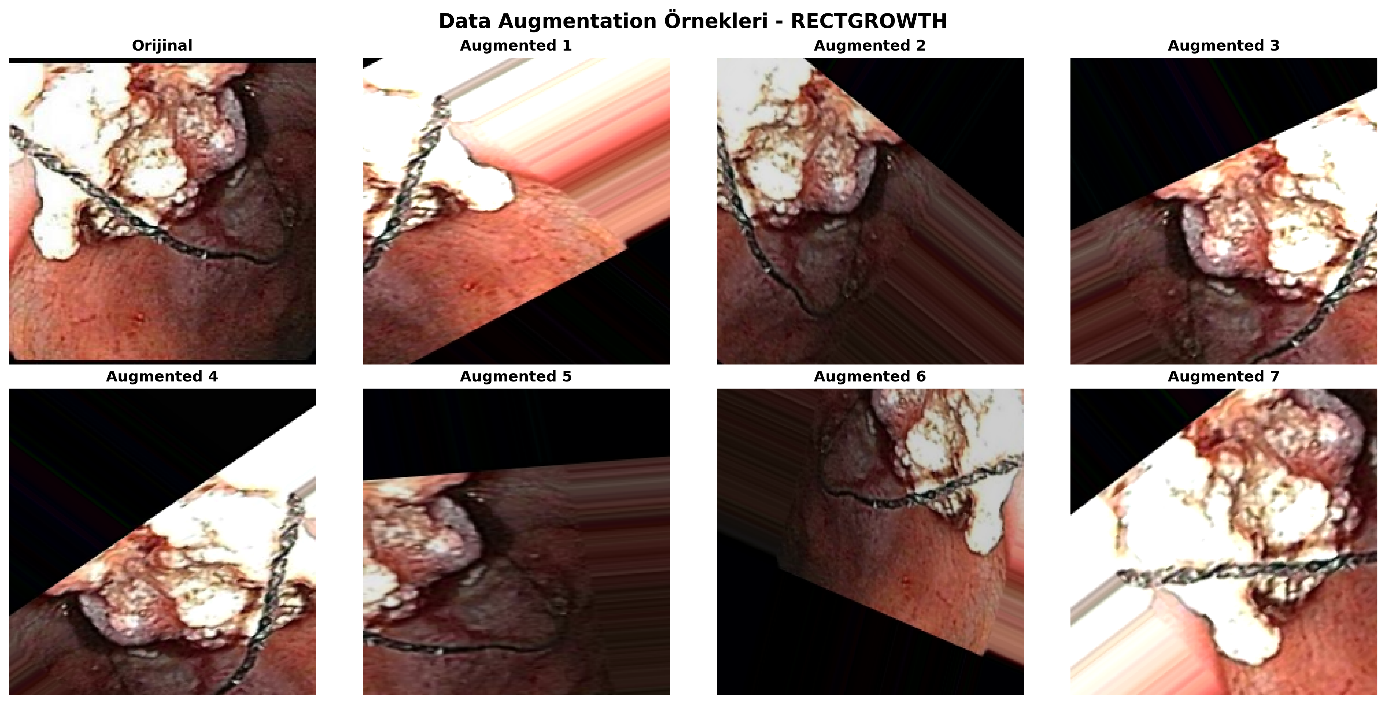 Data Augmentation Örnekleri - RECTGROWTH
Orijinal
Augmented 1
Augmented 2
Augmented 3
Augmented 4
Augmented 5
Augmented 6
Augmented 7